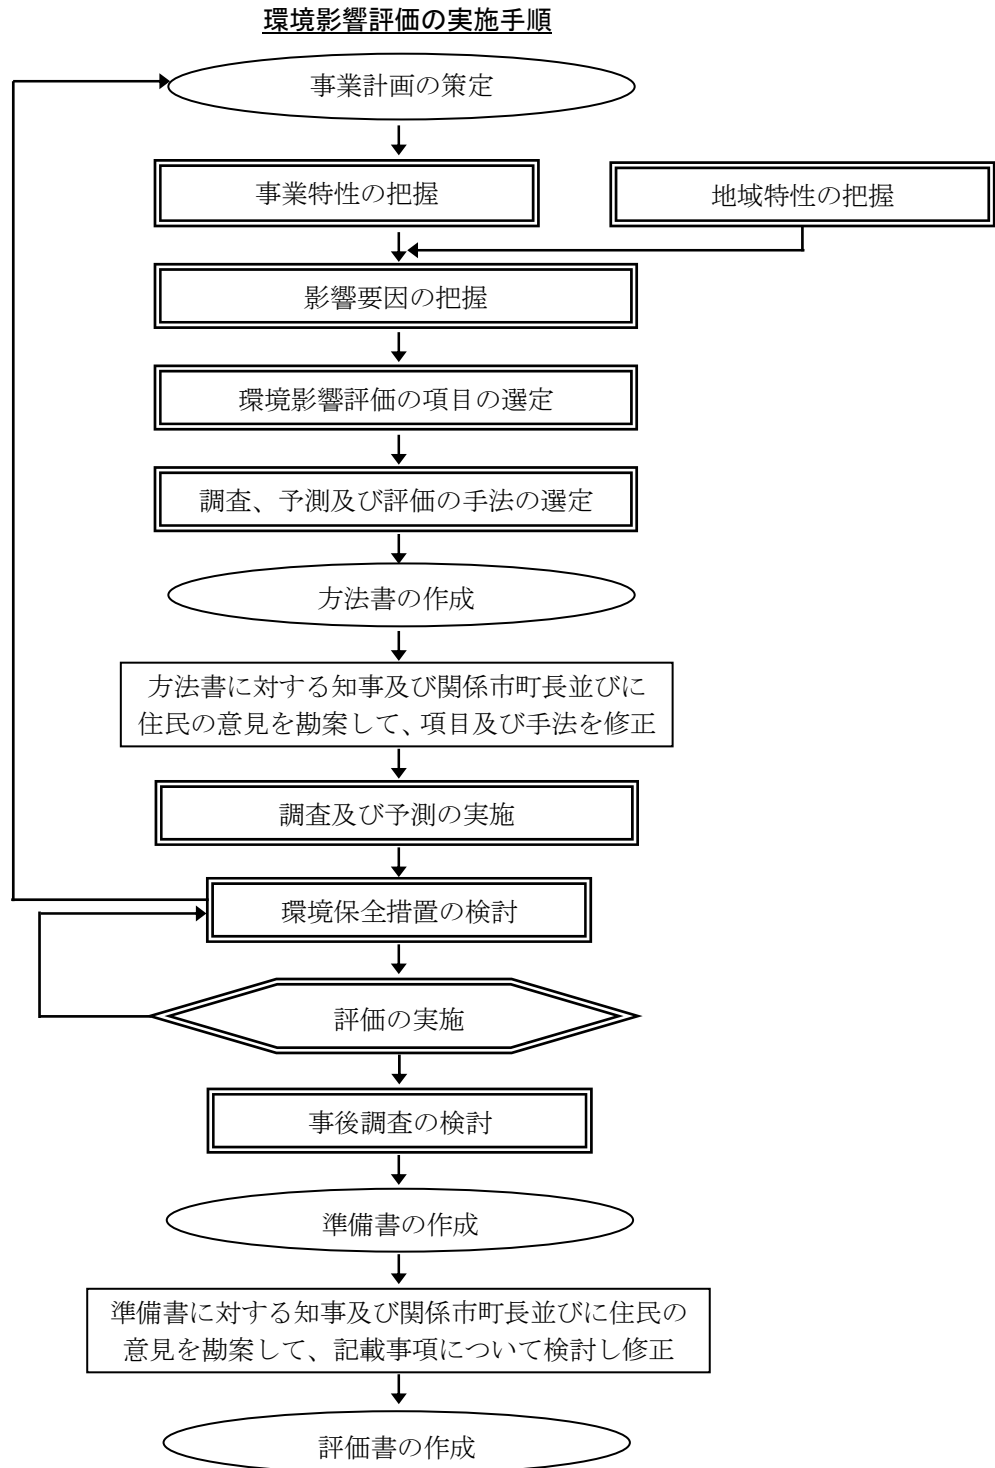 環境影響評価の実施手順
事業計画の策定
事業特性の把握
地域特性の把握
影響要因の把握
環境影響評価の項目の選定
調査、予測及び評価の手法の選定
方法書の作成
方法書に対する知事及び関係市町長並びに
住民の意見を勘案して、項目及び手法を修正
調査及び予測の実施
環境保全措置の検討
評価の実施
事後調査の検討
準備書の作成
準備書に対する知事及び関係市町長並びに住民の
意見を勘案して、記載事項について検討し修正
評価書の作成